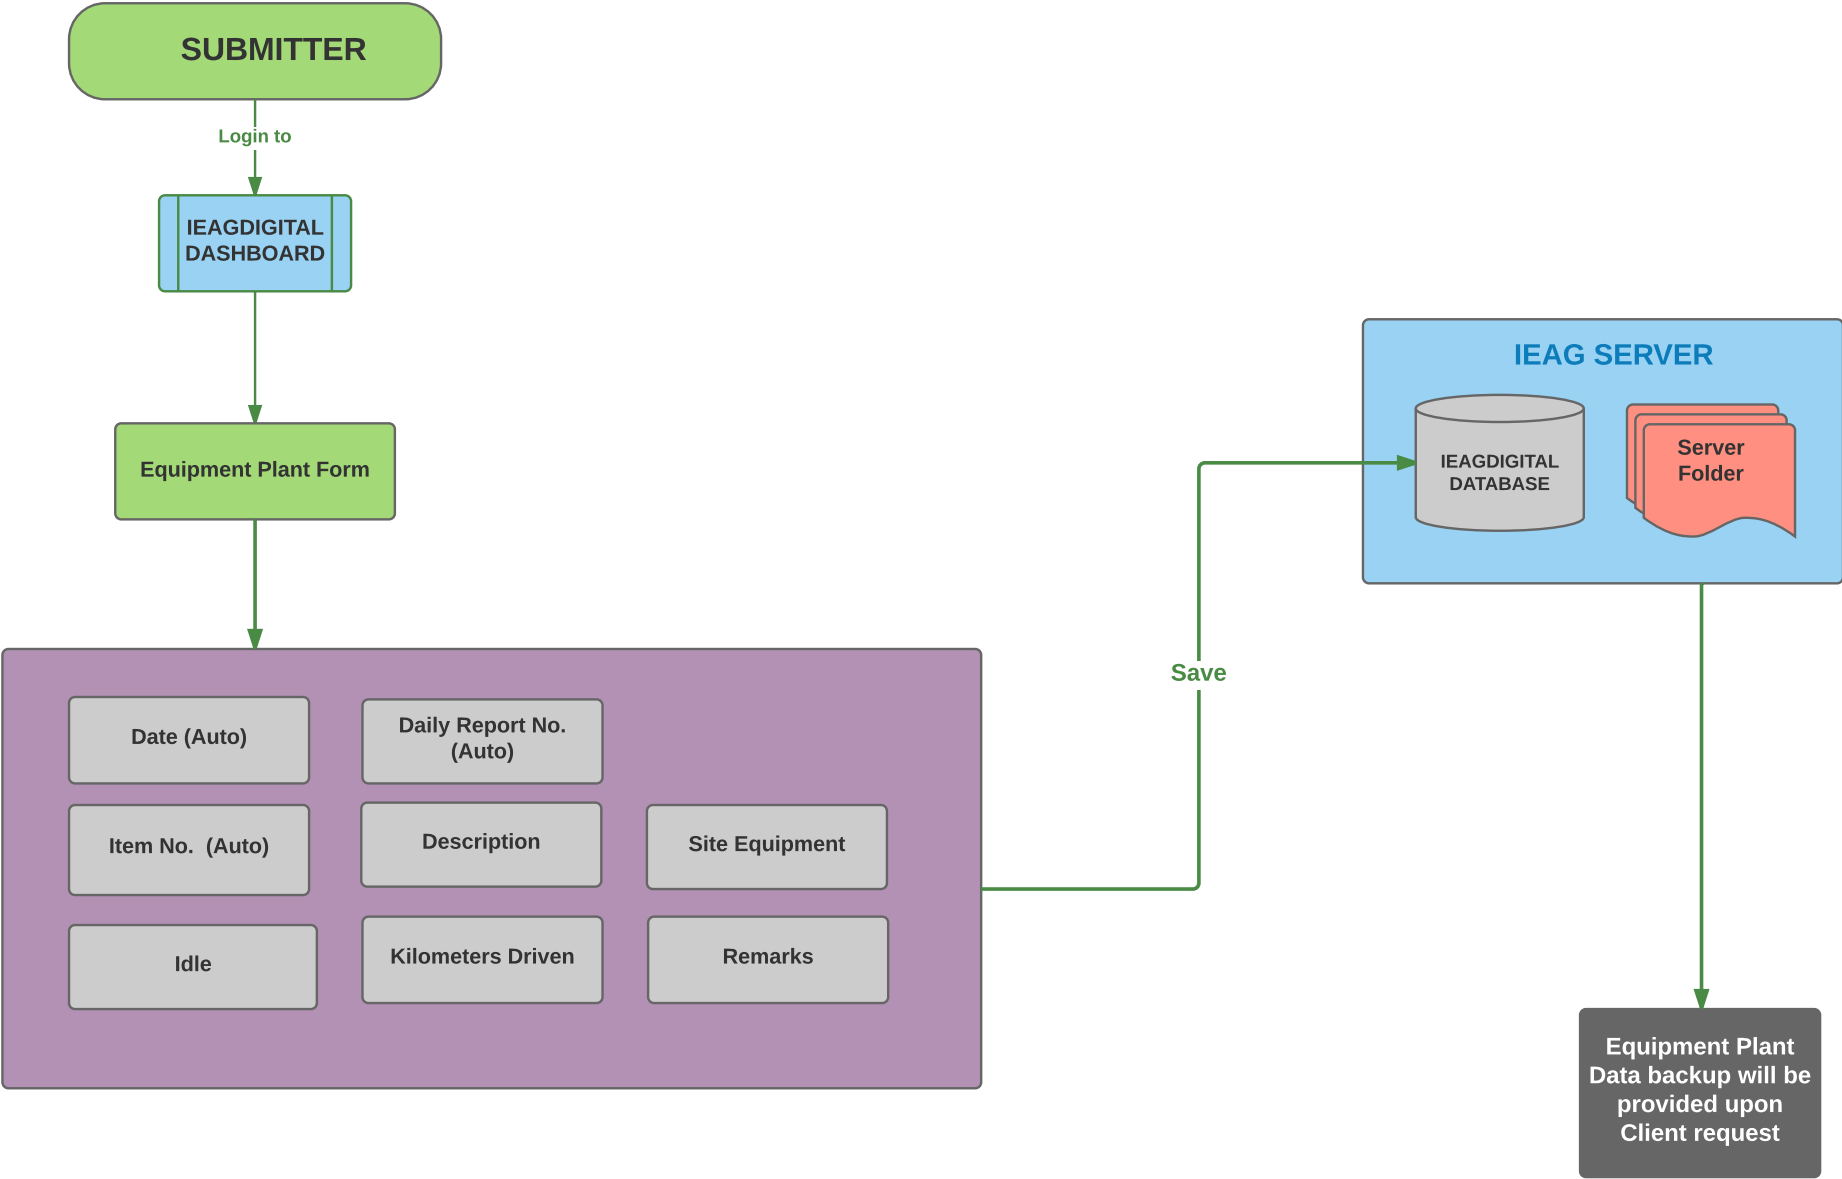 SUBMITTER
Login to
IEAGDIGITAL
DASHBOARD
Equipment Plant Form
Date (Auto)
Daily Report No.
(Auto)
Item No.  (Auto)
Description
Site Equipment
Idle
Kilometers Driven
Remarks
Save
IEAG SERVER
IEAGDIGITAL
DATABASE
Server
Folder
Equipment Plant
Data backup will be
provided upon
Client request